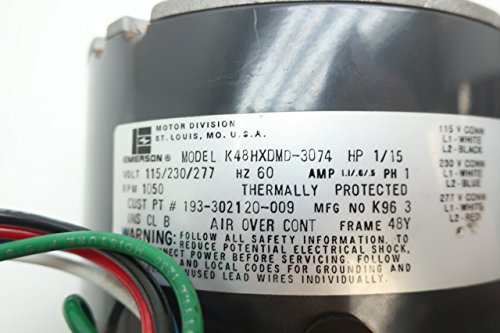 MOTOR DIVISION
ST. LOUIS, MO. U.S.A.
EMERSON® MODEL K48HXDMD-3074 HP 1/15
VOLT 115/230/277 HZ 60 AMP 1.1/.6/.5 PH 1
RPM 1050 THERMALLY PROTECTED
CUST PT # 193-302120-009 MFG NO K96 3
INS CL B AIR OVER CONT FRAME 48Y
WARNING: FOLLOW ALL SAFETY INFORMATION. TO
REDUCE POTENTIAL ELECTRICAL SHOCK,
NECT POWER BEFORE SERVICING. FOLLOW
AND LOCAL CODES FOR GROUNDING AND
UNUSED LEAD WIRES INDIVIDUALLY.
115 V CONN
L1-WHITE
L2-BLACK
230 V CONN
L1-WHIT
L2-BLUE
277 V CONN
L1-WHIT
L2-RED